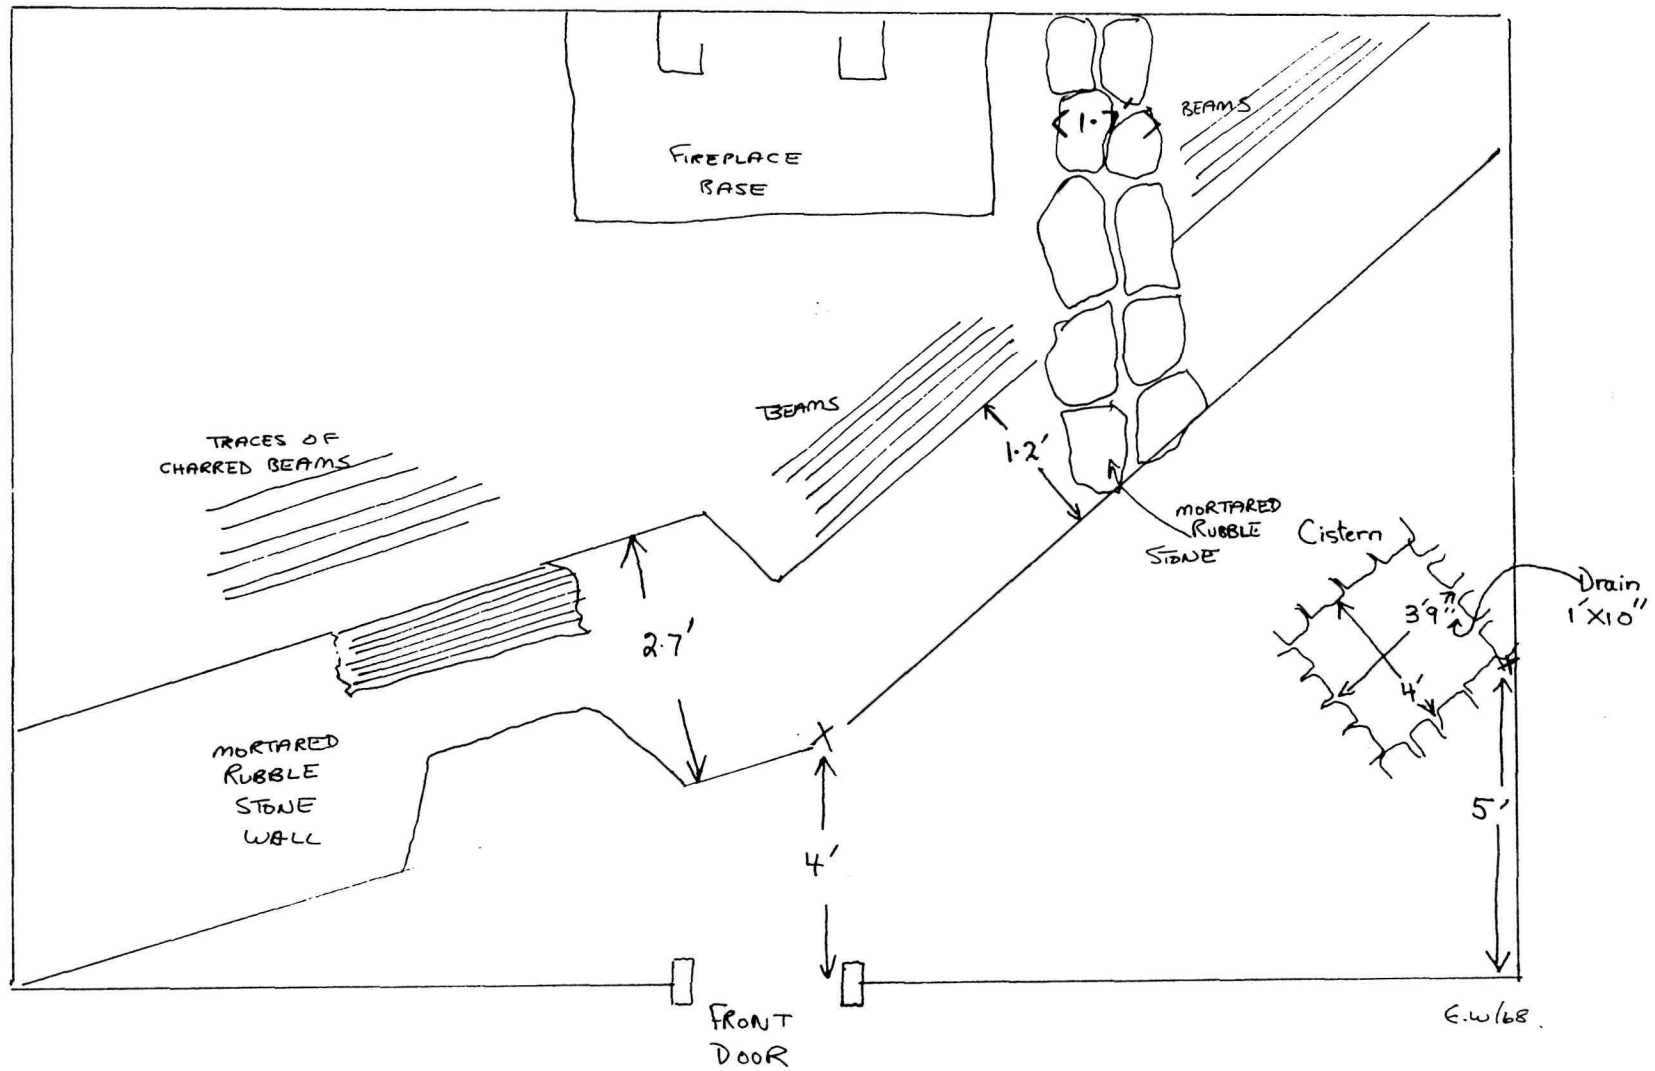 BEAMS
1.7'
FIREPLACE
BASE
BEAMS
TRACES OF
CHARRED BEAMS
1.2'
MORTARED
RUBBLE
STONE
Cistern
Drain
1'X10"
3'9"
4'
2.7'
MORTARED
RUBBLE
STONE
WALL
4'
5'
FRONT
DOOR
E.W/68.